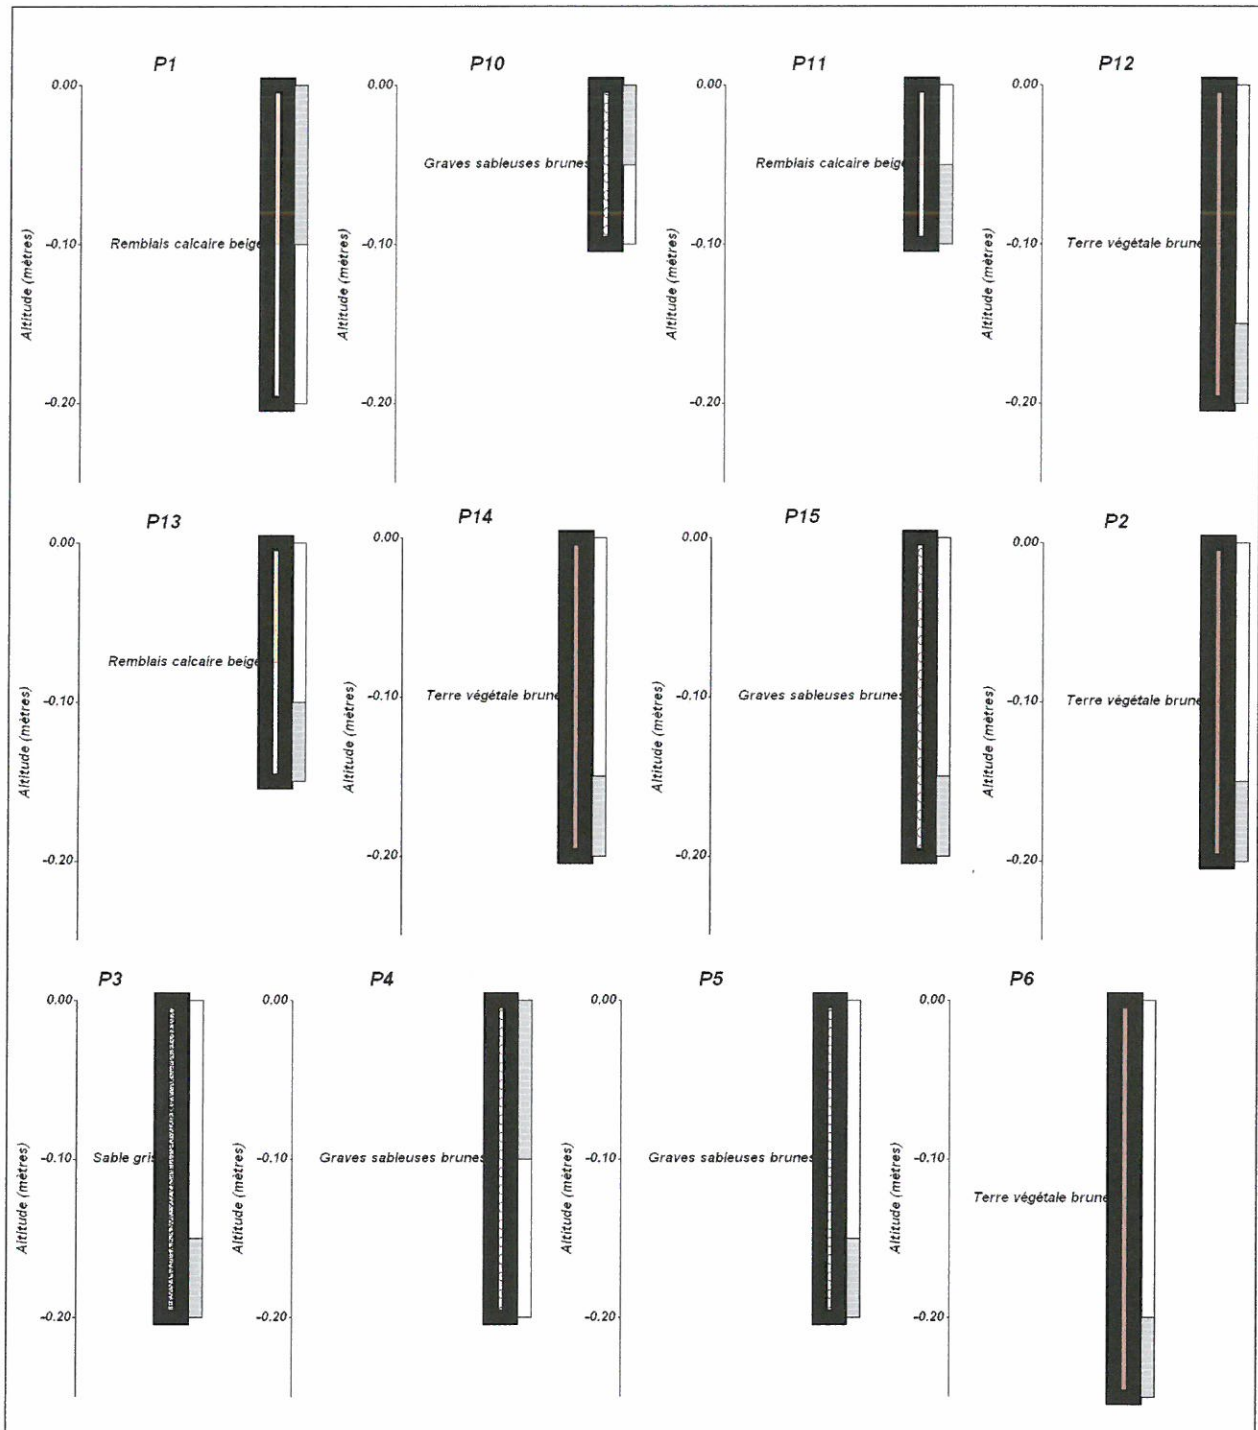 P1
P10
P11
P12
0.00
0.00
0.00
0.00
Graves sableuses brunes
Remblais calcaire beige
Altitude (mètres)
-0.10
Remblais calcaire beige
Altitude (mètres)
-0.10
Altitude (mètres)
-0.10
Altitude (mètres)
-0.10
Terre végétale brune
-0.20
-0.20
-0.20
-0.20
P13
P14
P15
P2
0.00
0.00
0.00
0.00
Remblais calcaire beige
Altitude (mètres)
-0.10
Altitude (mètres)
-0.10
Terre végétale brune
Altitude (mètres)
-0.10
Graves sableuses brunes
Altitude (mètres)
-0.10
Terre végétale brune
-0.20
-0.20
-0.20
-0.20
P3
P4
P5
P6
0.00
0.00
0.00
0.00
Altitude (mètres)
-0.10
Sable gris
Altitude (mètres)
-0.10
Graves sableuses brunes
Altitude (mètres)
-0.10
Graves sableuses brunes
Altitude (mètres)
-0.10
Terre végétale brune
-0.20
-0.20
-0.20
-0.20